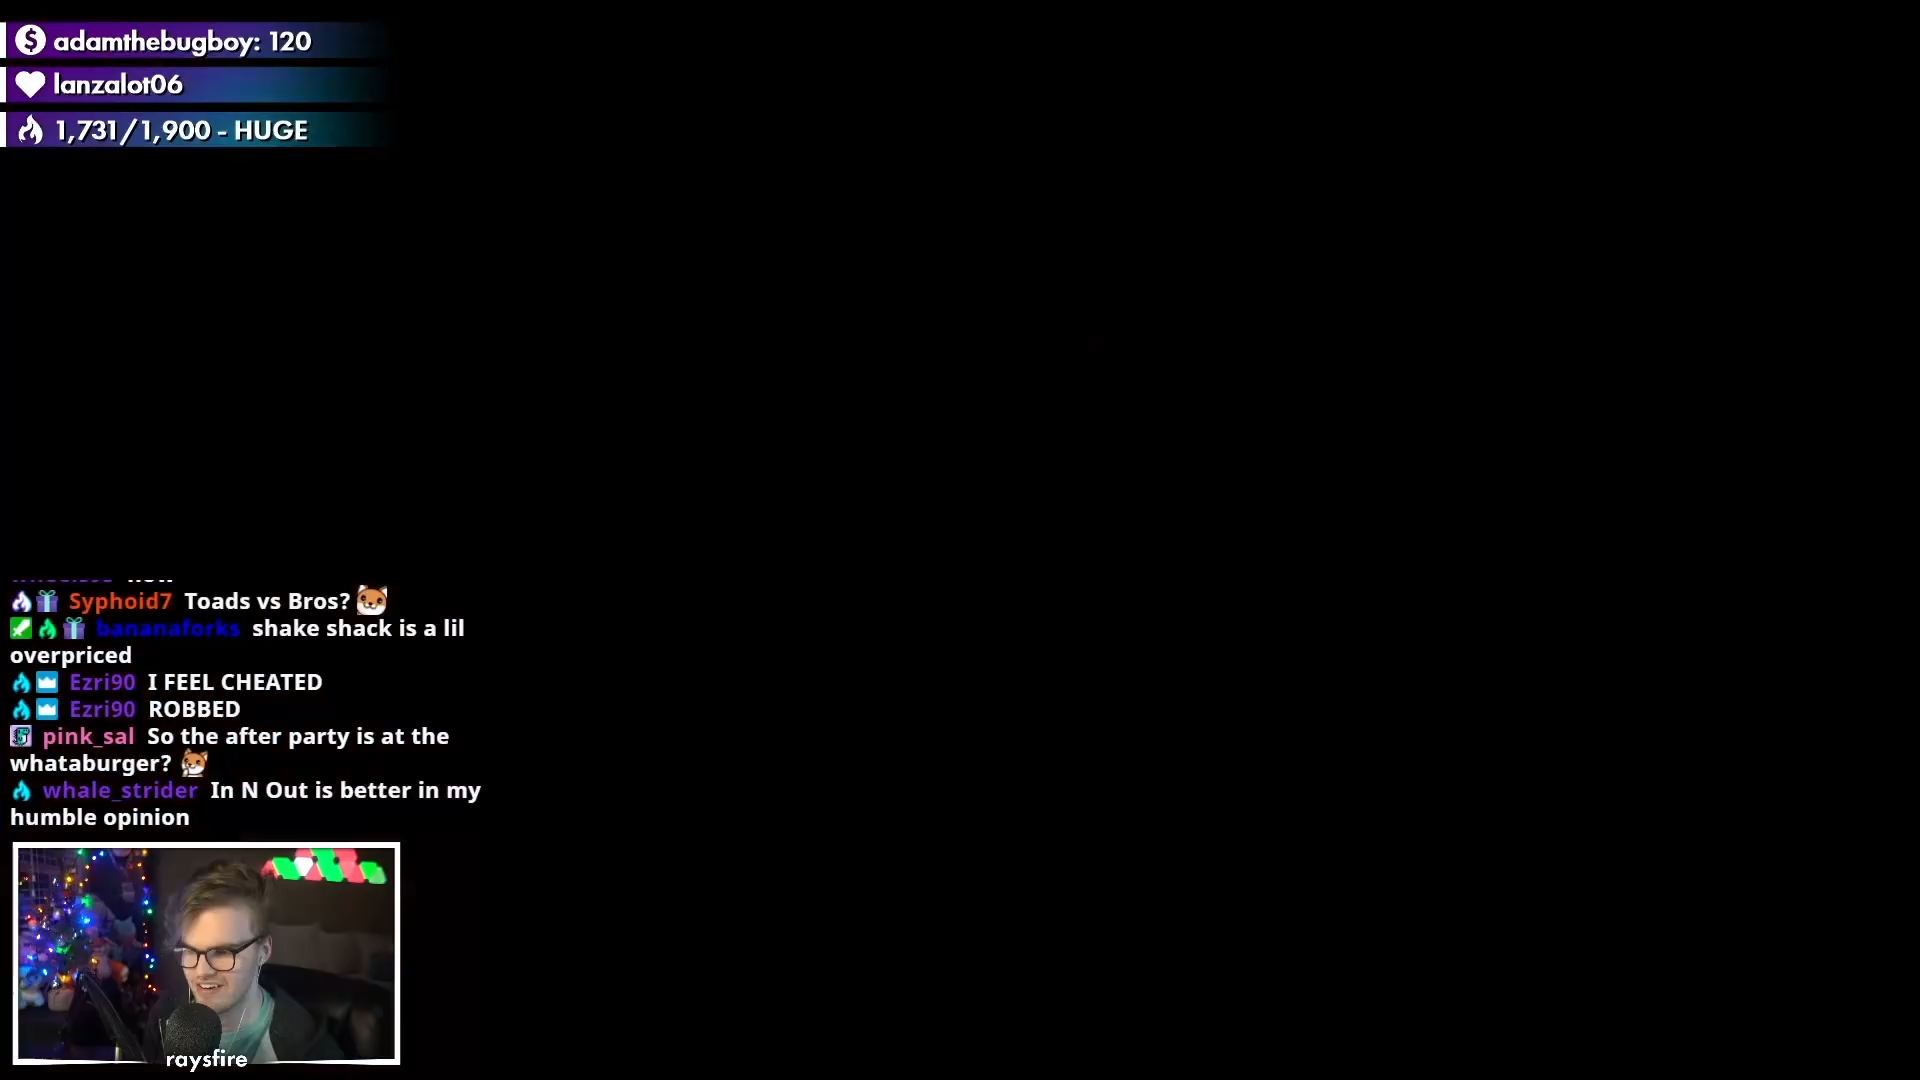 adamthebugboy: 120
lanzalot06
1,731/1,900 - HUGE
Syphoid7 Toads vs Bros?
bananaforks shake shack is a lil
overpriced
Ezri90 I FEEL CHEATED
Ezri90 ROBBED
pink_sal So the after party is at the
whataburger?
whale_strider In N Out is better in my
humble opinion
raysfire